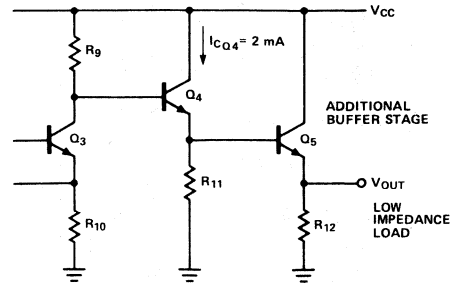 VCC
R9
ICQ4 = 2 mA
Q4
ADDITIONAL
BUFFER STAGE
Q3
Q5
R11
VOUT
R10
R12
LOW
IMPEDANCE
LOAD